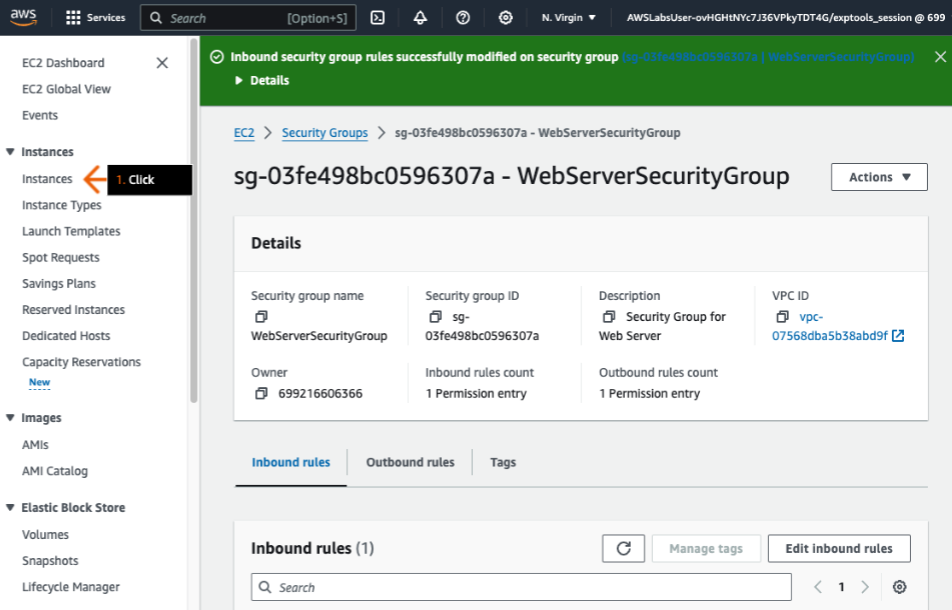 aws
Services
Search [Option+S]
N. Virgin
AWSLabsUser-ovHGHtNYc7J36VPkyTDT4G/exptools_session @ 699
EC2 Dashboard
EC2 Global View
Events
Instances
Instances
1. Click
Instance Types
Launch Templates
Spot Requests
Savings Plans
Reserved Instances
Dedicated Hosts
Capacity Reservations
New
Images
AMIs
AMI Catalog
Elastic Block Store
Volumes
Snapshots
Lifecycle Manager
Inbound security group rules successfully modified on security group (sg-03fe498bc0596307a | WebServerSecurityGroup)
Details
EC2 > Security Groups > sg-03fe498bc0596307a - WebServerSecurityGroup
sg-03fe498bc0596307a - WebServerSecurityGroup
Actions
Details
Security group name
WebServerSecurityGroup
Security group ID
sg-
03fe498bc0596307a
Description
Security Group for
Web Server
VPC ID
vpc-
07568dba5b38abd9f
Owner
699216606366
Inbound rules count
1 Permission entry
Outbound rules count
1 Permission entry
Inbound rules
Outbound rules
Tags
Inbound rules (1)
Manage tags
Edit inbound rules
Search
1